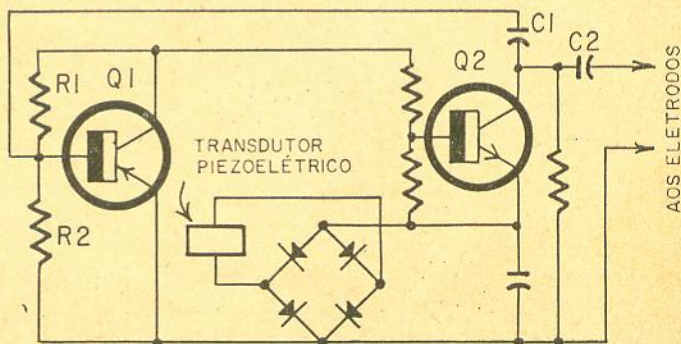 C1
C2
R1
Q1
Q2
TRANSDUTOR
PIEZOELÉTRICO
R2
AOS ELETRODOS